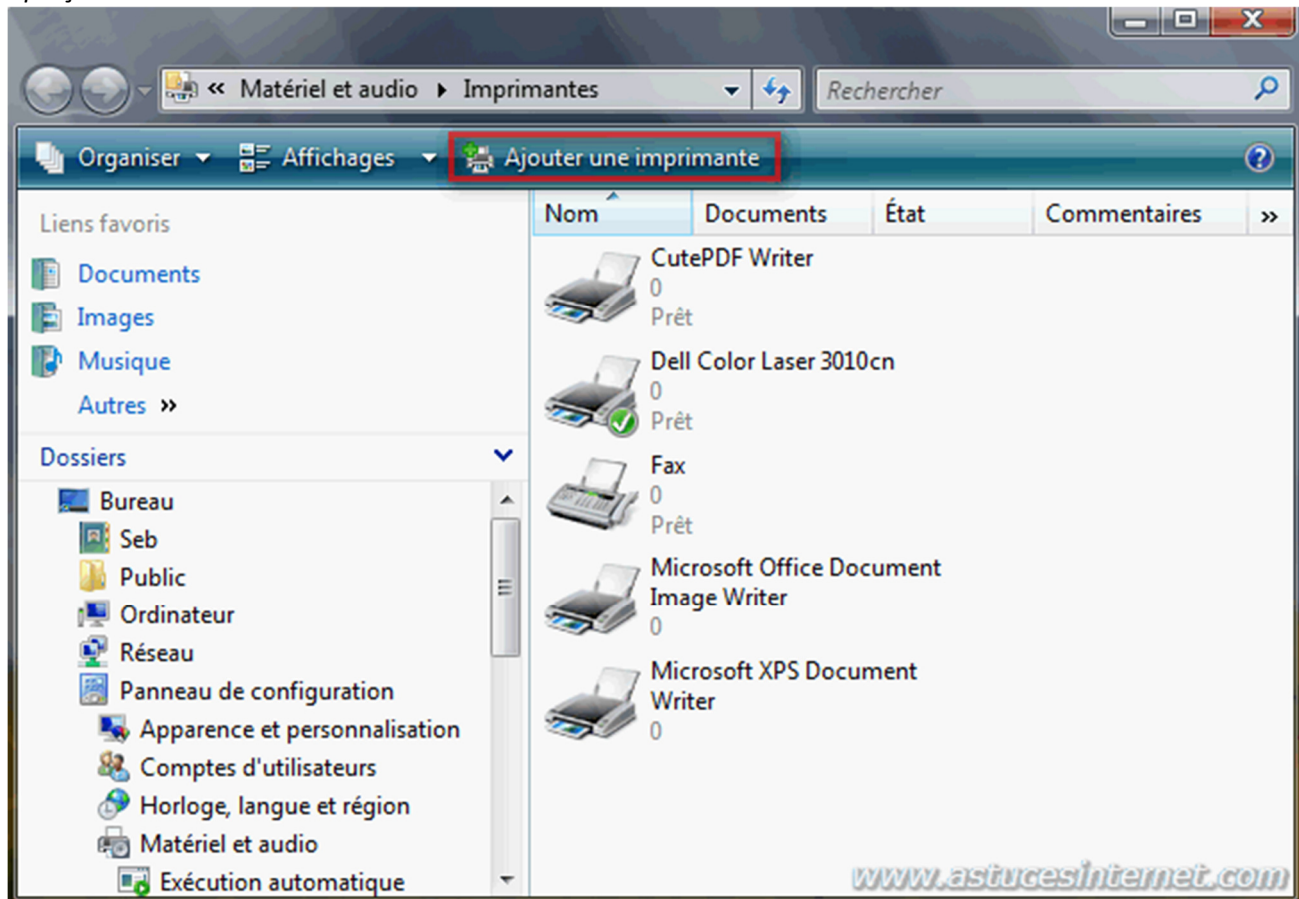 « Matériel et audio Imprimantes Rechercher
Organiser Affichages Ajouter une imprimante
Liens favoris
Documents
Images
Musique
Autres »
Dossiers
Bureau
Seb
Public
Ordinateur
Réseau
Panneau de configuration
Apparence et personnalisation
Comptes d'utilisateurs
Horloge, langue et région
Matériel et audio
Exécution automatique
Nom Documents État Commentaires »
CutePDF Writer
0
Prêt
Dell Color Laser 3010cn
0
Prêt
Fax
0
Prêt
Microsoft Office Document
Image Writer
0
Microsoft XPS Document
Writer
0
www.astucesinternet.com